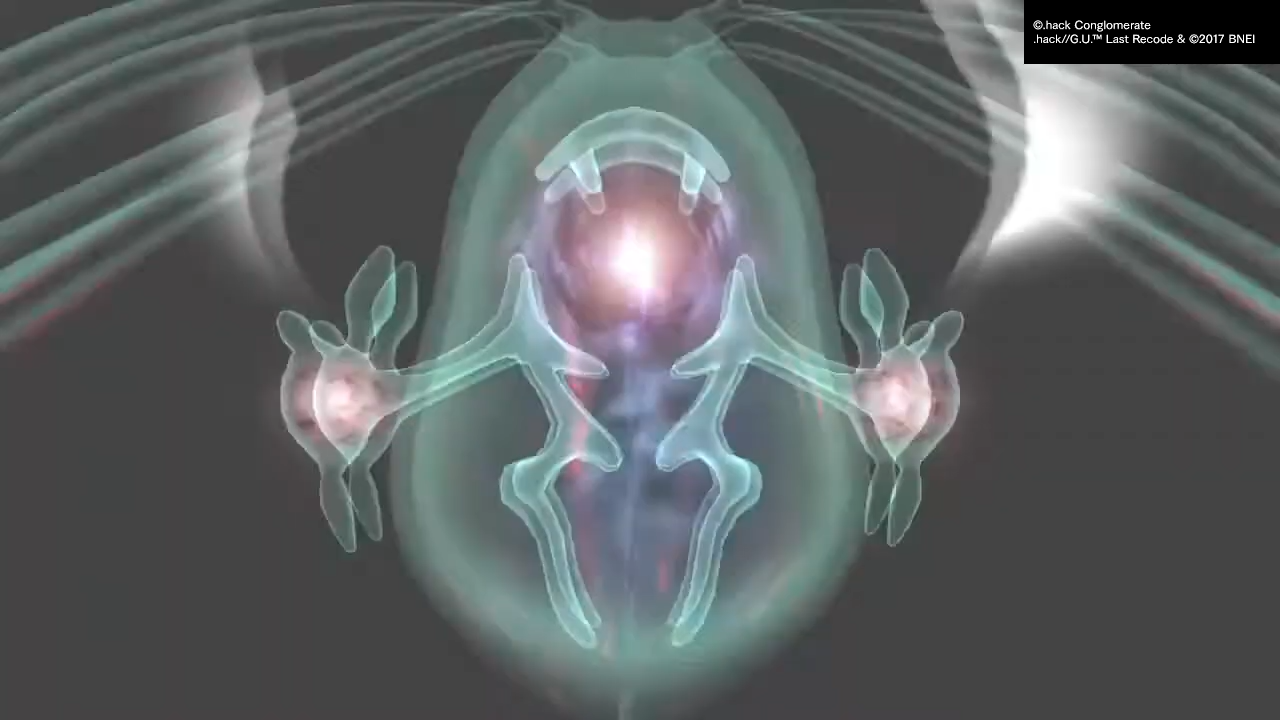 ©.hack Conglomerate
.hack//G.U.™ Last Recode & ©2017 BNEI